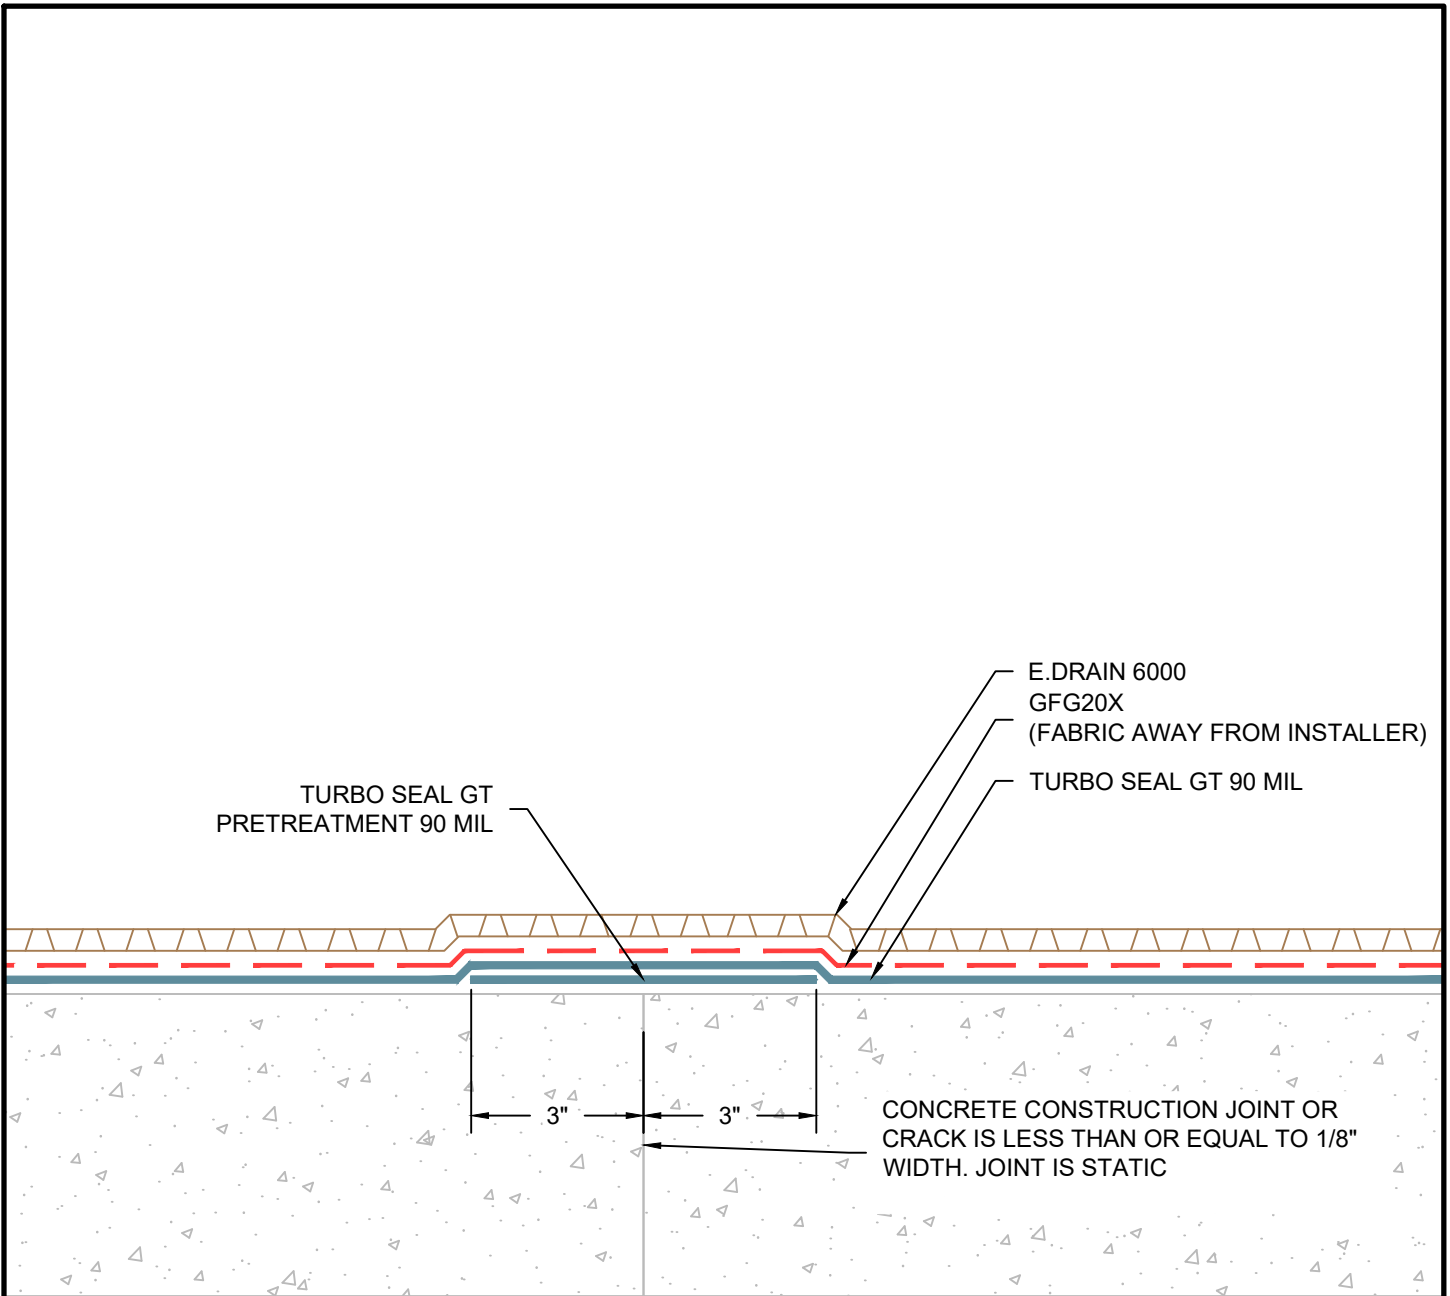 E.DRAIN 6000
GFG20X
(FABRIC AWAY FROM INSTALLER)
TURBO SEAL GT 90 MIL
TURBO SEAL GT
PRETREATMENT 90 MIL
3"
3"
CONCRETE CONSTRUCTION JOINT OR
CRACK IS LESS THAN OR EQUAL TO 1/8"
WIDTH. JOINT IS STATIC